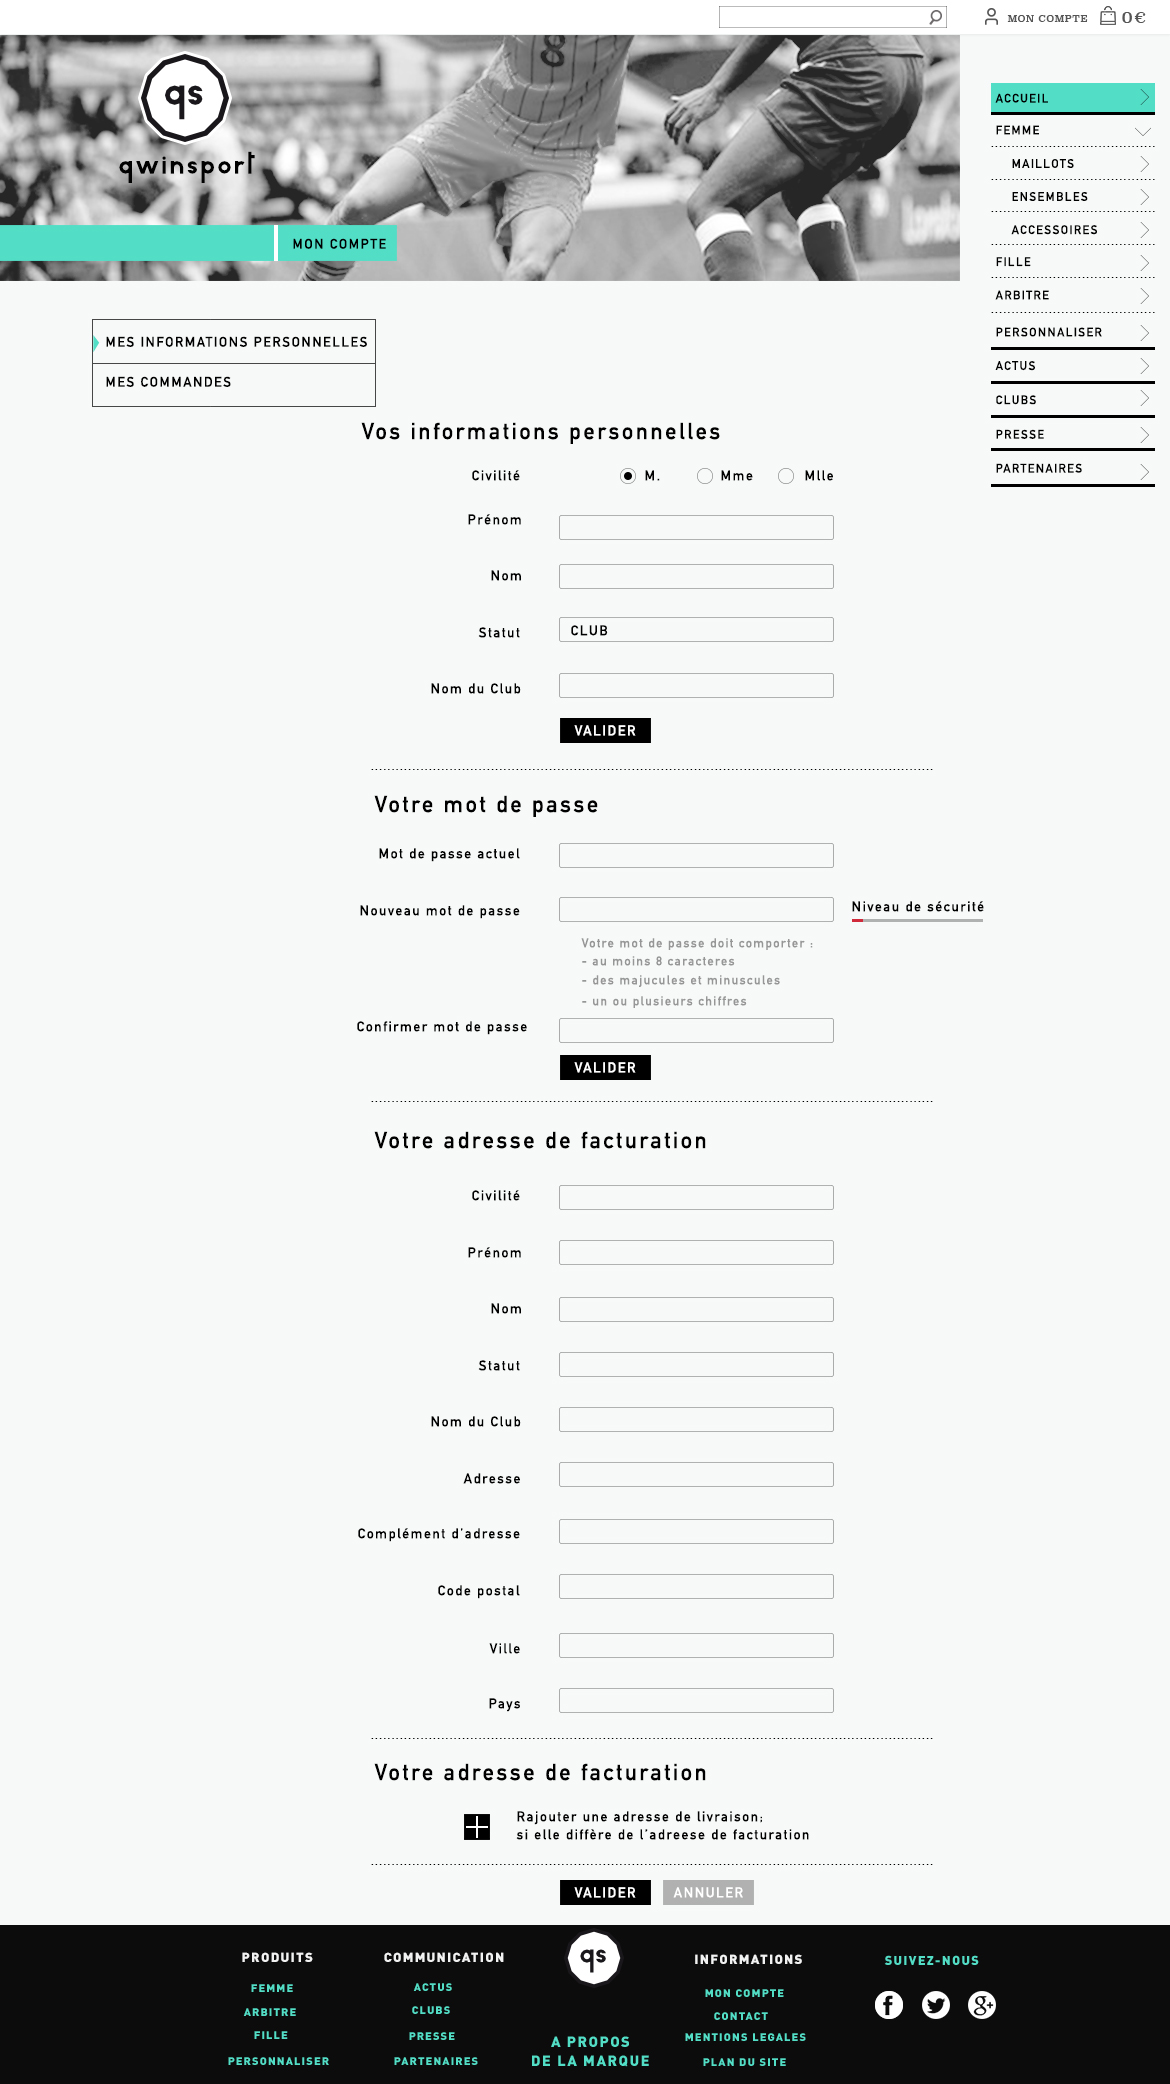 MON COMPTE 0€
qs
qwinsport
8
MON COMPTE
ACCUEIL
FEMME
MAILLOTS
ENSEMBLES
ACCESSOIRES
FILLE
ARBITRE
PERSONNALISER
ACTUS
CLUBS
PRESSE
PARTENAIRES
MES INFORMATIONS PERSONNELLES
MES COMMANDES
Vos informations personnelles
Civilité M. Mme Mlle
Prénom
Nom
Statut CLUB
Nom du Club
VALIDER
Votre mot de passe
Mot de passe actuel
Nouveau mot de passe
Niveau de sécurité
Votre mot de passe doit comporter :
- au moins 8 caracteres
- des majucules et minuscules
- un ou plusieurs chiffres
Confirmer mot de passe
VALIDER
Votre adresse de facturation
Civilité
Prénom
Nom
Statut
Nom du Club
Adresse
Complément d'adresse
Code postal
Ville
Pays
Votre adresse de facturation
Rajouter une adresse de livraison;
si elle diffère de l'adreese de facturation
VALIDER ANNULER
PRODUITS
FEMME
ARBITRE
FILLE
PERSONNALISER
COMMUNICATION
ACTUS
CLUBS
PRESSE
PARTENAIRES
qs
A PROPOS
DE LA MARQUE
INFORMATIONS
MON COMPTE
CONTACT
MENTIONS LEGALES
PLAN DU SITE
SUIVEZ-NOUS